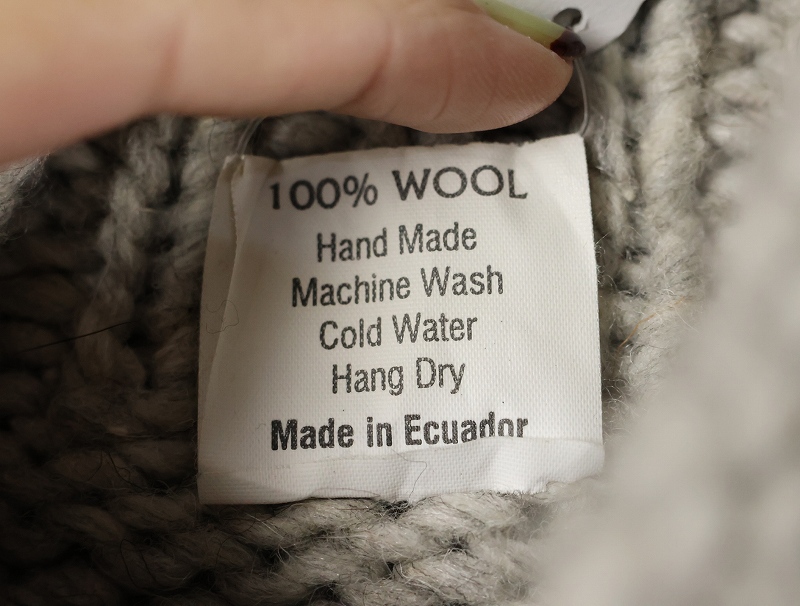 100% WOOL
Hand Made
Machine Wash
Cold Water
Hang Dry
Made in Ecuador